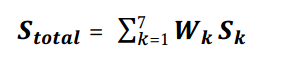 S_total = ∑_{k=1}^{7} W_k S_k